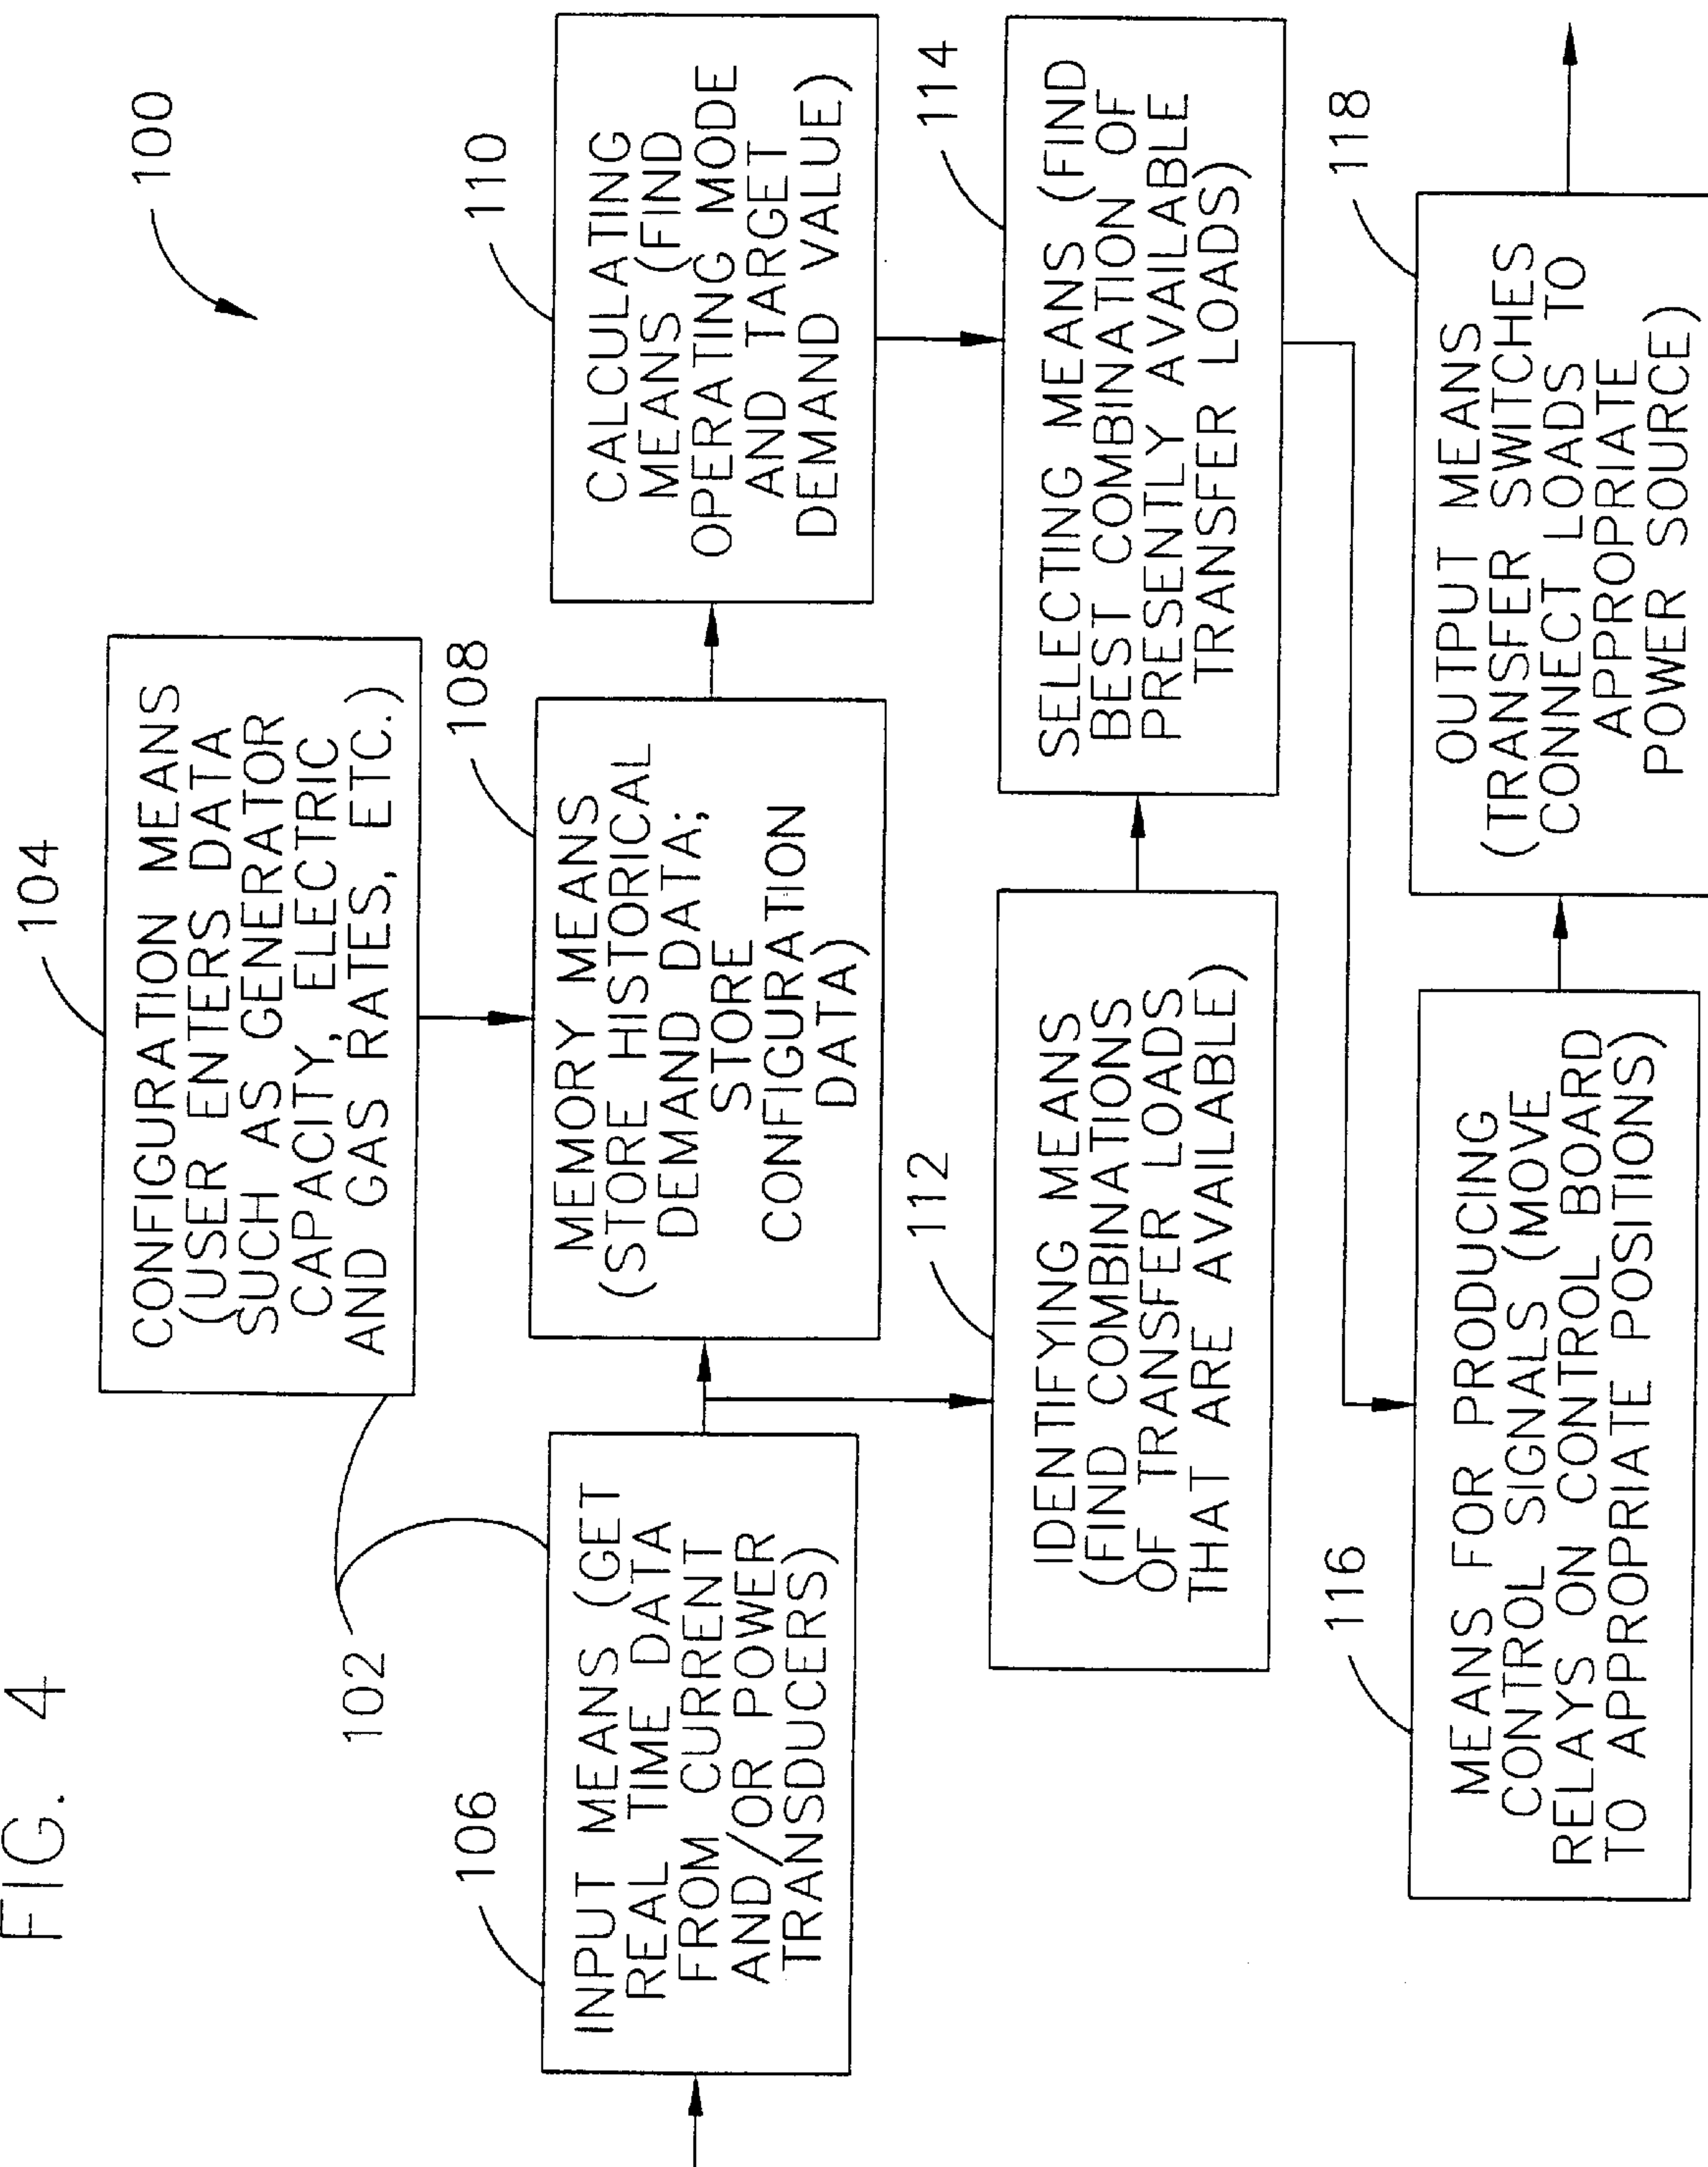 FIG. 4
100
104
CONFIGURATION MEANS
(USER ENTERS DATA
SUCH AS GENERATOR
CAPACITY, ELECTRIC
AND GAS RATES, ETC.)
102
106
INPUT MEANS (GET
REAL TIME DATA
FROM CURRENT
AND/OR POWER
TRANSDUCERS)
108
MEMORY MEANS
(STORE HISTORICAL
DEMAND DATA;
STORE
CONFIGURATION
DATA)
110
CALCULATING
MEANS (FIND
OPERATING MODE
AND TARGET
DEMAND VALUE)
112
IDENTIFYING MEANS
(FIND COMBINATIONS
OF TRANSFER LOADS
THAT ARE AVAILABLE)
114
SELECTING MEANS (FIND
BEST COMBINATION OF
PRESENTLY AVAILABLE
TRANSFER LOADS)
116
MEANS FOR PRODUCING
CONTROL SIGNALS (MOVE
RELAYS ON CONTROL BOARD
TO APPROPRIATE POSITIONS)
118
OUTPUT MEANS
(TRANSFER SWITCHES
CONNECT LOADS TO
APPROPRIATE
POWER SOURCE)